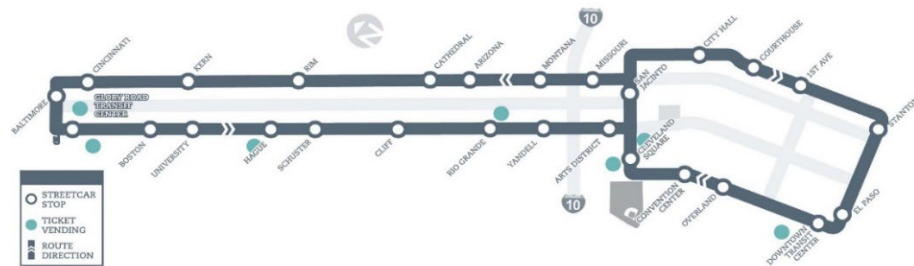 CINCINNATI
KERN
RIM
CATHEDRAL
ARIZONA
MONTANA
MISSOURI
10
SAN
JACINTO
CITY HALL
COURTHOUSE
1ST AVE
STANTON
BALTIMORE
GLORY ROAD
TRANSIT
CENTER
BOSTON
UNIVERSITY
HAGUE
SCHUSTER
CLIFF
RIO GRANDE
YANDELL
ARTS DISTRICT
CLEVELAND
SQUARE
10
CONVENTION
CENTER
OVERLAND
DOWNTOWN
TRANSIT
CENTER
EL PASO
STREETCAR
STOP
TICKET
VENDING
ROUTE
DIRECTION